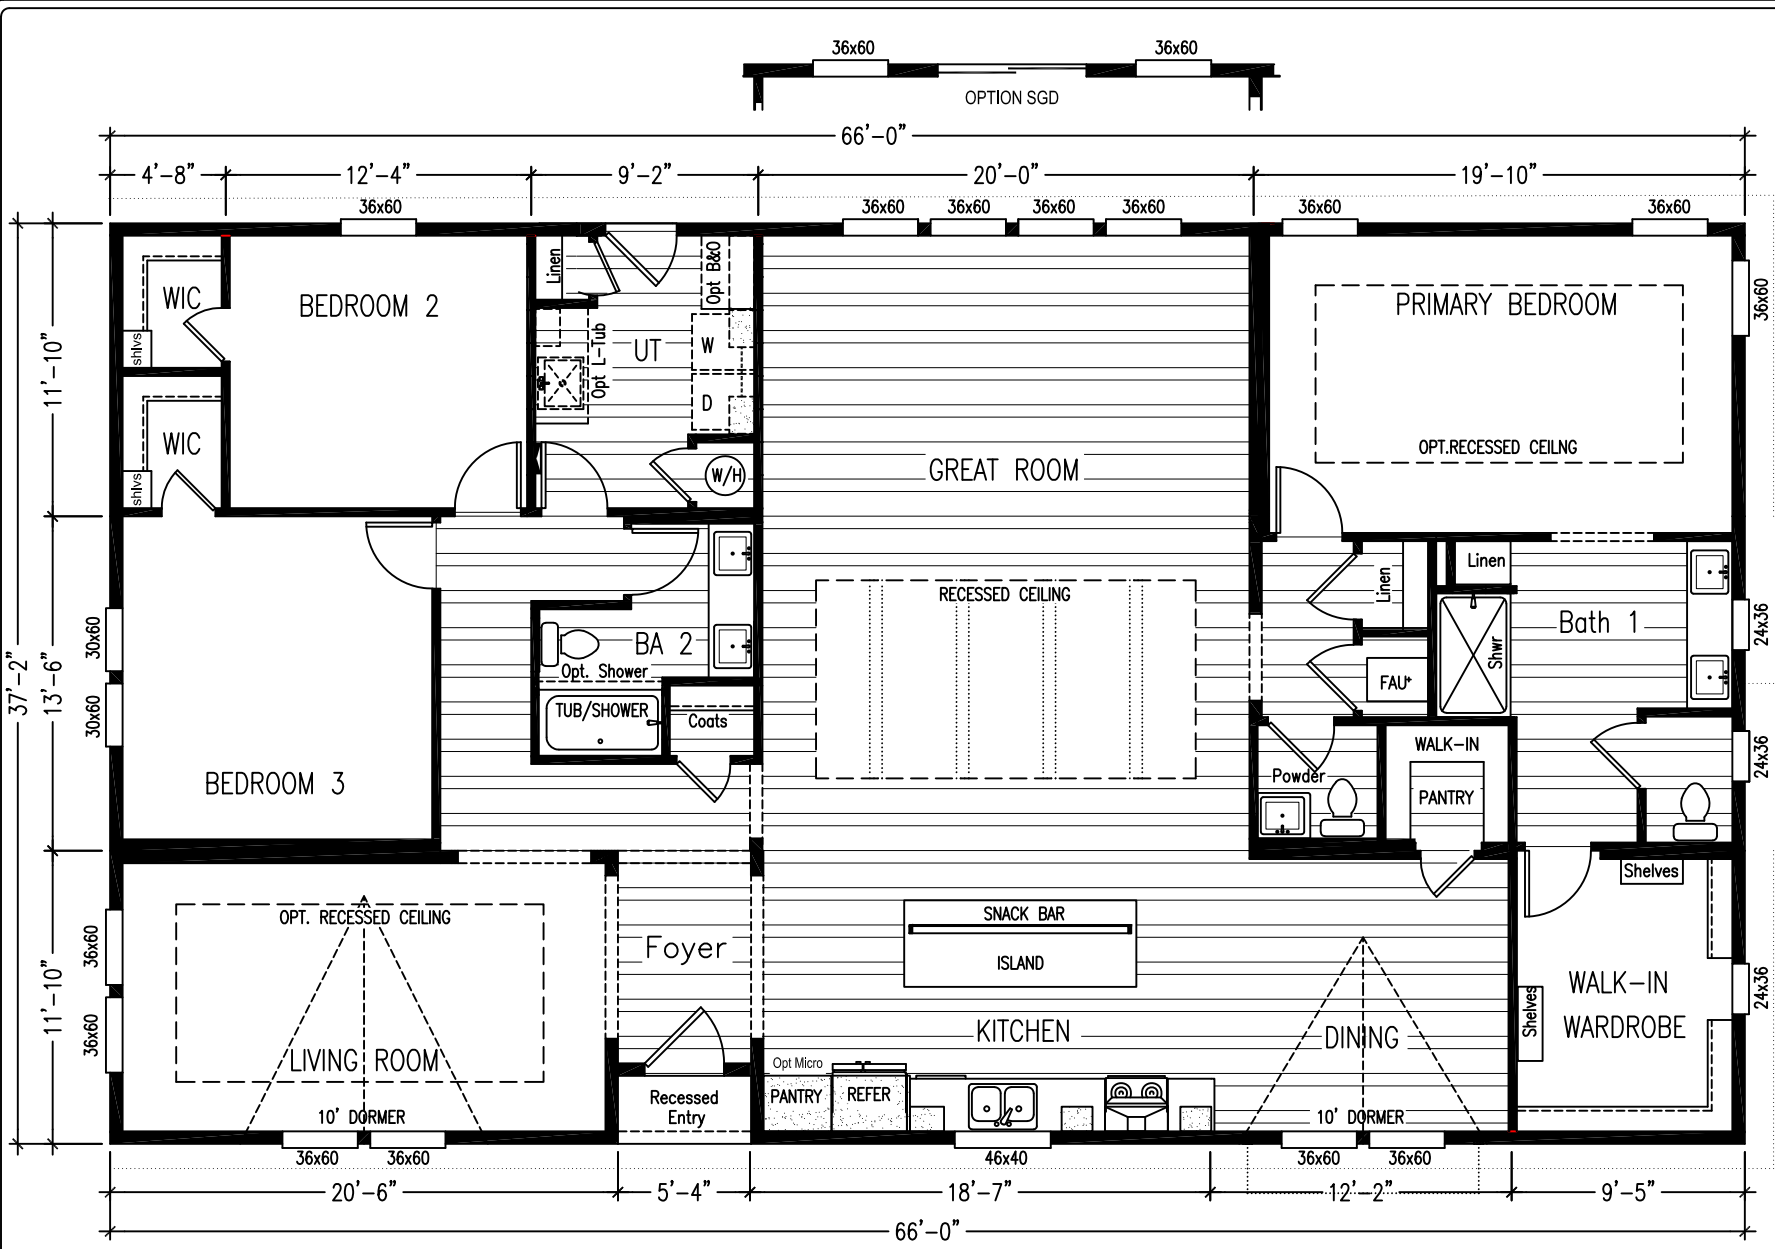 36x60
36x60
OPTION SGD
66'-0"
4'-8"
12'-4"
9'-2"
20'-0"
19'-10"
36x60
36x60
36x60
36x60
36x60
36x60
36x60
37'-2"
11'-10"
13'-6"
11'-10"
WIC
shlvs
BEDROOM 2
Linen
Opt B&O
UT
Opt L-Tub
W
D
W/H
WIC
shlvs
GREAT ROOM
PRIMARY BEDROOM
OPT.RECESSED CEILNG
36x60
RECESSED CEILING
Linen
Linen
Bath 1
24x36
Shwr
FAU+
30x60
30x60
BA 2
Opt. Shower
TUB/SHOWER
Coats
BEDROOM 3
Powder
WALK-IN
PANTRY
24x36
Shelves
OPT. RECESSED CEILING
Foyer
SNACK BAR
ISLAND
36x60
36x60
LIVING ROOM
10' DORMER
KITCHEN
DINING
Shelves
WALK-IN
WARDROBE
24x36
Opt Micro
PANTRY
REFER
Recessed
Entry
10' DORMER
36x60
36x60
46x40
36x60
36x60
20'-6"
5'-4"
18'-7"
12'-2"
9'-5"
66'-0"